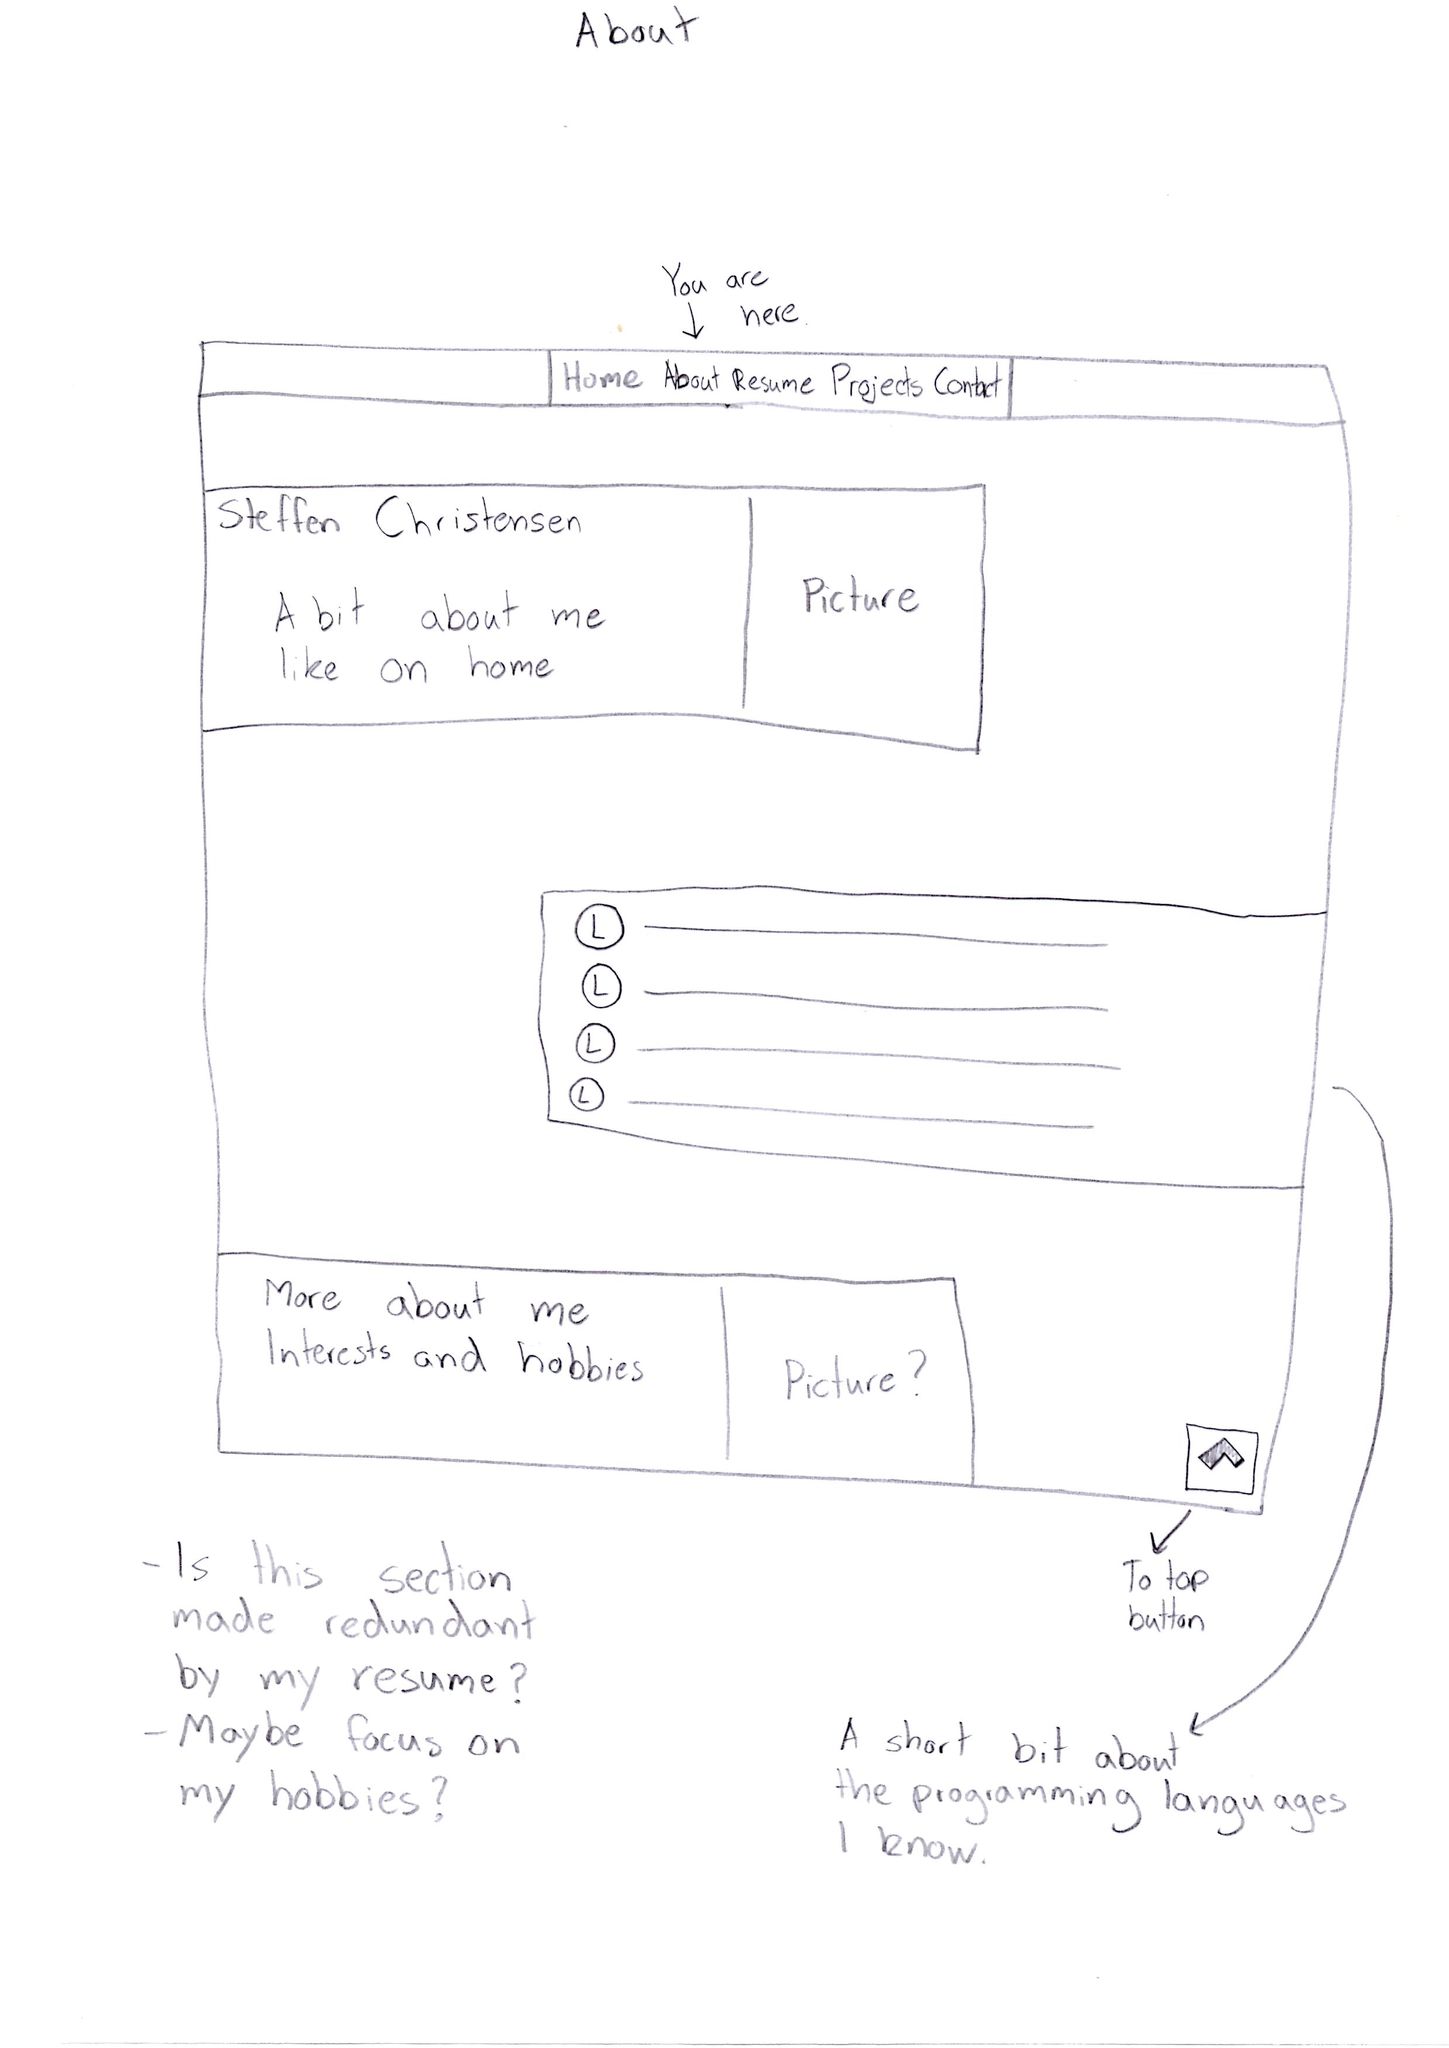 About
You are
here.
Home About Resume Projects Contact
Steffen Christensen
A bit about me
like on home
Picture
L
L
L
L
More about me
Interests and hobbies
Picture?
To top
button
- Is this section
made redundant
by my resume?
- Maybe focus on
my hobbies?
A short bit about
the programming languages
I know.